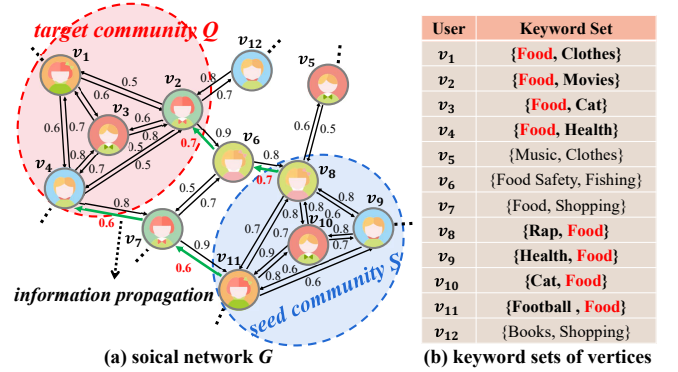 target community Q
v1
v2
v12
v5
v3
v4
v6
v8
v7
v10
v9
v11
0.5
0.6
0.6
0.8
0.7
0.6
0.6
0.7
0.8
0.7
0.5
0.5
0.9
0.7
0.8
0.7
0.6
0.5
0.8
0.6
0.5
0.7
0.9
0.6
0.7
0.7
0.8
0.8
0.8
0.6
0.8
0.7
0.9
0.8
0.6
0.6
information propagation
seed community S
(a) soical network G
User Keyword Set
v1 {Food, Clothes}
v2 {Food, Movies}
v3 {Food, Cat}
v4 {Food, Health}
v5 {Music, Clothes}
v6 {Food Safety, Fishing}
v7 {Food, Shopping}
v8 {Rap, Food}
v9 {Health, Food}
v10 {Cat, Food}
v11 {Football , Food}
v12 {Books, Shopping}
(b) keyword sets of vertices